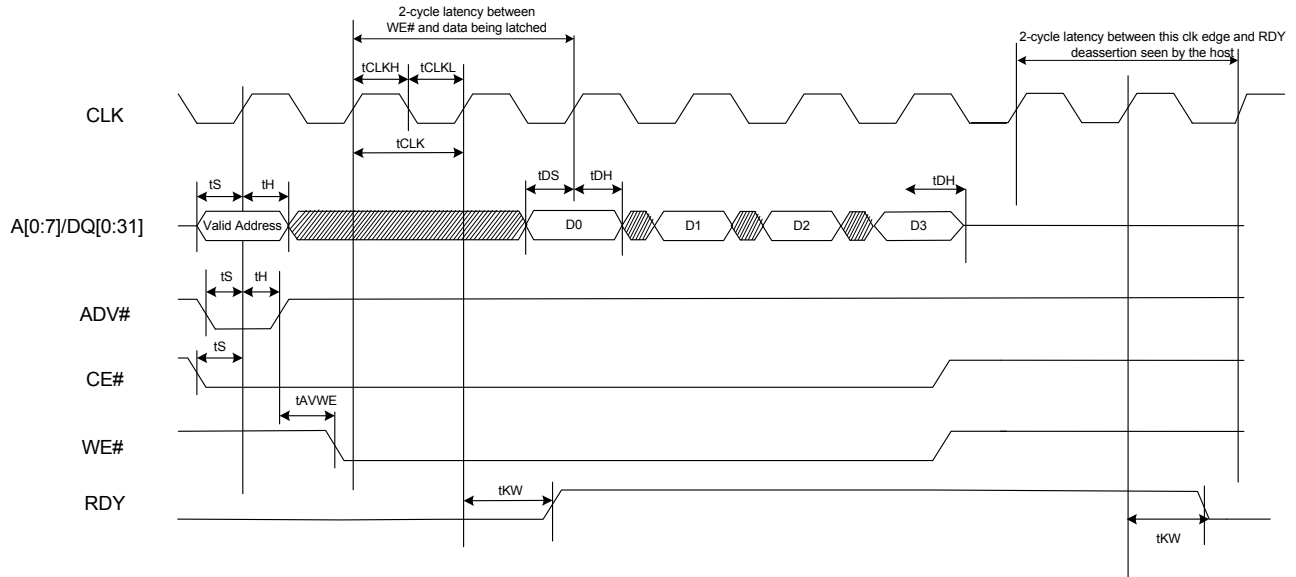 2-cycle latency between
WE# and data being latched
2-cycle latency between this clk edge and RDY
deassertion seen by the host
tCLKH
tCLKL
CLK
tCLK
tS
tH
tDS
tDH
tDH
A[0:7]/DQ[0:31]
Valid Address
D0
D1
D2
D3
tS
tH
ADV#
tS
CE#
tAVWE
WE#
tKW
RDY
tKW